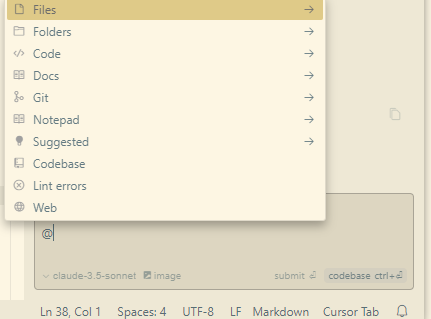 Files
Folders
Code
Docs
Git
Notepad
Suggested
Codebase
Lint errors
Web
@
claude-3.5-sonnet image submit codebase ctrl+
Ln 38, Col 1 Spaces: 4 UTF-8 LF Markdown Cursor Tab